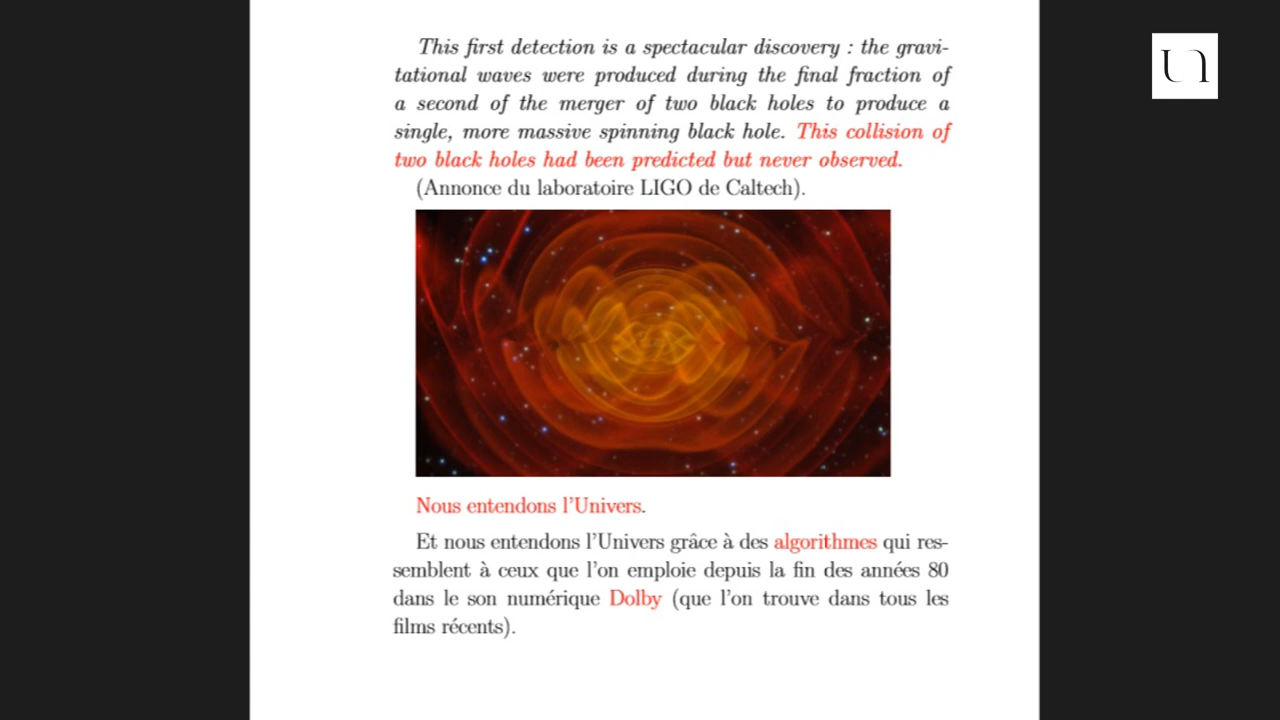 This first detection is a spectacular discovery : the gravi-
tational waves were produced during the final fraction of
a second of the merger of two black holes to produce a
single, more massive spinning black hole. This collision of
two black holes had been predicted but never observed.
(Annonce du laboratoire LIGO de Caltech).
Nous entendons l'Univers.
Et nous entendons l'Univers grâce à des algorithmes qui res-
semblent à ceux que l'on emploie depuis la fin des années 80
dans le son numérique Dolby (que l'on trouve dans tous les
films récents).